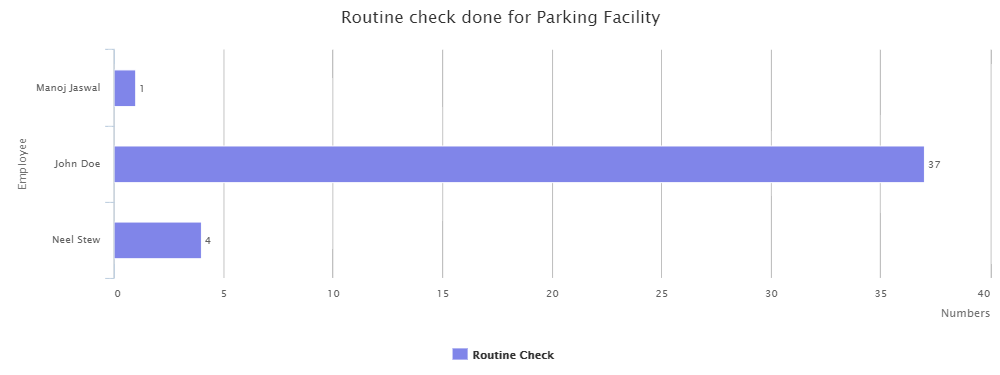 Routine check done for Parking Facility
Employee
Manoj Jaswal
1
John Doe
37
Neel Stew
4
0 5 10 15 20 25 30 35 40
Numbers
Routine Check